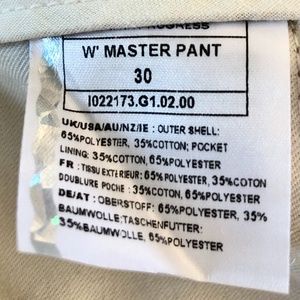 W' MASTER PANT
30
I022173.G1.02.00
UK/USA/AU/NZ/IE : OUTER SHELL:
65%POLYESTER, 35%COTTON; POCKET
LINING: 35%COTTON, 65%POLYESTER
FR : TISSU EXTERIEUR: 65%POLYESTER, 35%COTON
DOUBLURE POCHE : 35%COTON, 65%POLYESTER
DE/AT : OBERSTOFF: 65%POLYESTER, 35%
BAUMWOLLE:TASCHENFUTTER:
35%BAUMWOLLE, 65%POLYESTER